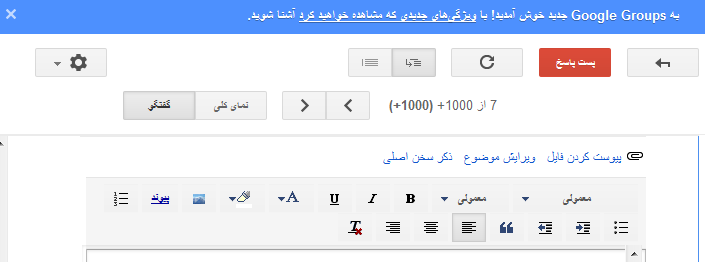 به Google Groups جدید خوش آمدید! با ویژگی‌های جدیدی که مشاهده خواهید کرد آشنا شوید.
پست پاسخ
7 از 1000+ (1000+)
نمای کلی گفتگو
پیوست کردن فایل ویرایش موضوع ذکر سخن اصلی
معمولی معمولی B I U A پیوند